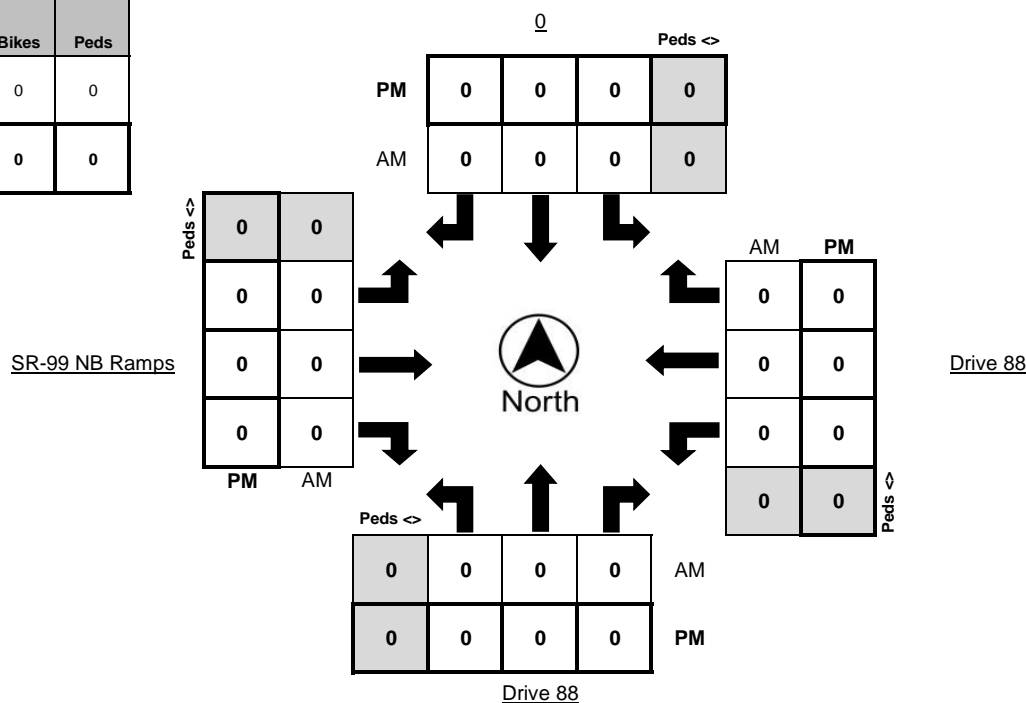 Bikes Peds
0 0
0 0
0
Peds <>
PM 0 0 0 0
AM 0 0 0 0
Peds <>
0 0
0 0
0 0
0 0
PM AM
SR-99 NB Ramps
North
AM PM
0 0
0 0
0 0
0 0
Peds <>
Drive 88
Peds <>
0 0 0 0 AM
0 0 0 0 PM
Drive 88